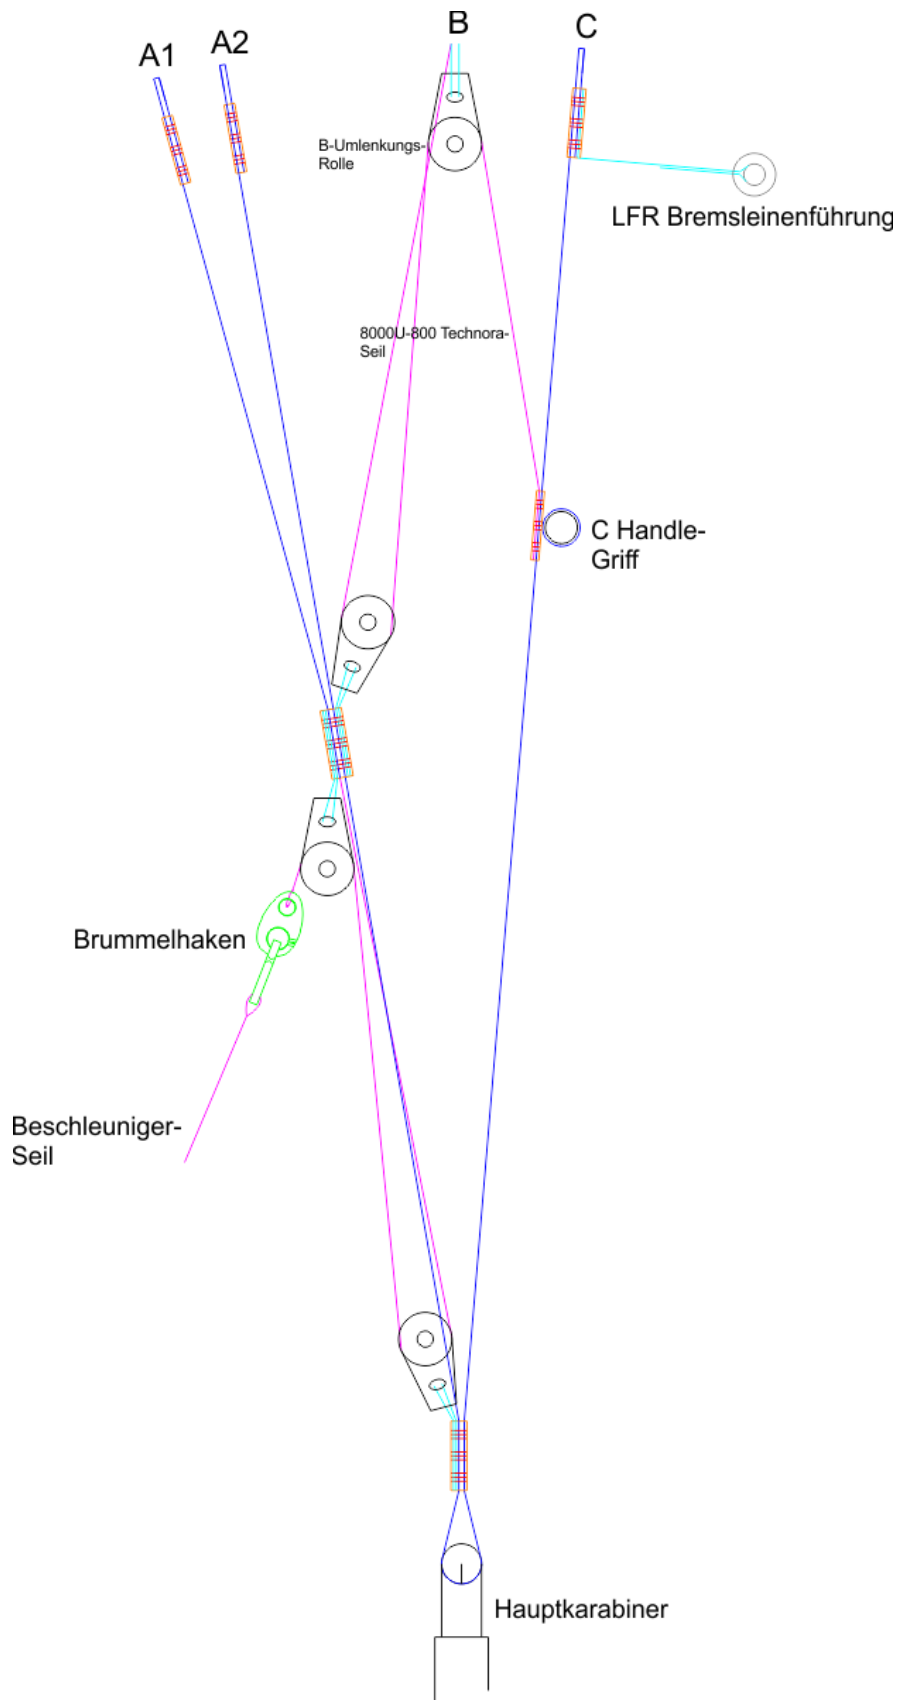 A1
A2
B
C
B-Umlenkungs-
Rolle
LFR Bremsleinenführung
8000U-800 Technora-
Seil
C Handle-
Griff
Brummelhaken
Beschleuniger-
Seil
Hauptkarabiner